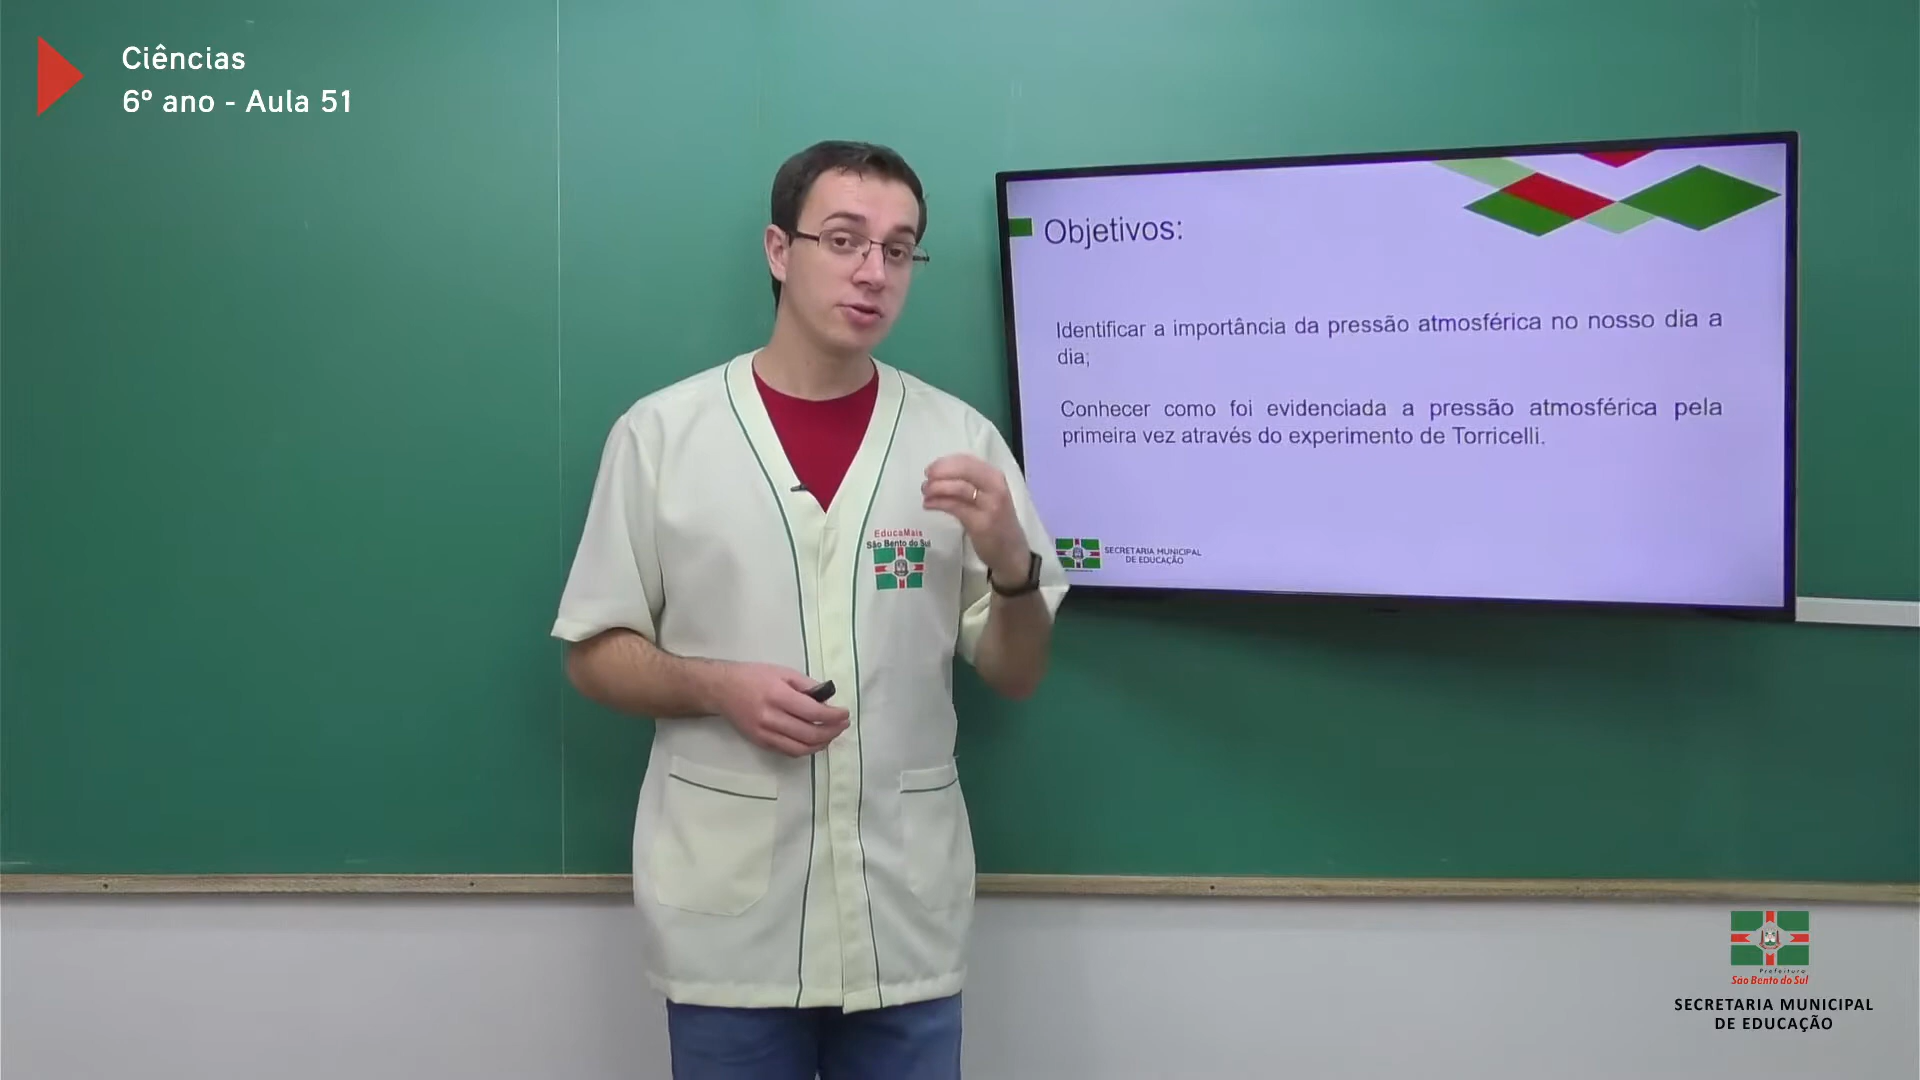 Ciências
6º ano - Aula 51
Objetivos:
Identificar a importância da pressão atmosférica no nosso dia a
dia;
Conhecer como foi evidenciada a pressão atmosférica pela
primeira vez através do experimento de Torricelli.
SECRETARIA MUNICIPAL
DE EDUCAÇÃO
EducaMais
São Bento do Sul
Prefeitura
São Bento do Sul
SECRETARIA MUNICIPAL
DE EDUCAÇÃO